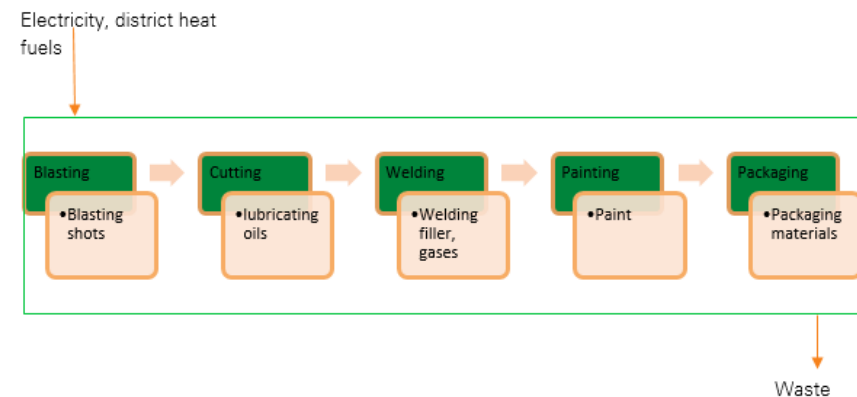 Electricity, district heat
fuels
Blasting
•Blasting
shots
Cutting
•lubricating
oils
Welding
•Welding
filler,
gases
Painting
•Paint
Packaging
•Packaging
materials
Waste